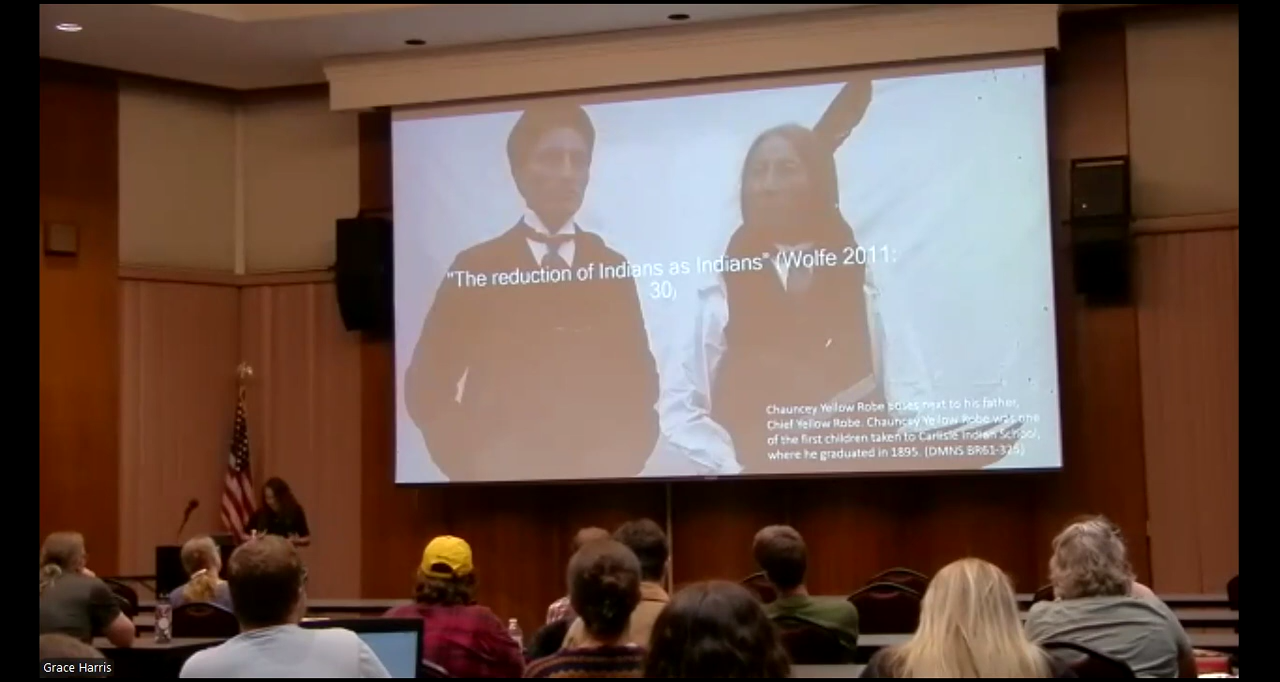 "The reduction of Indians as Indians" (Wolfe 2011:
30)
Chauncey Yellow Robe poses next to his father,
Chief Yellow Robe. Chauncey Yellow Robe was one
of the first children taken to Carlisle Indian School,
where he graduated in 1895. (DMNS BR61-325)
Grace Harris